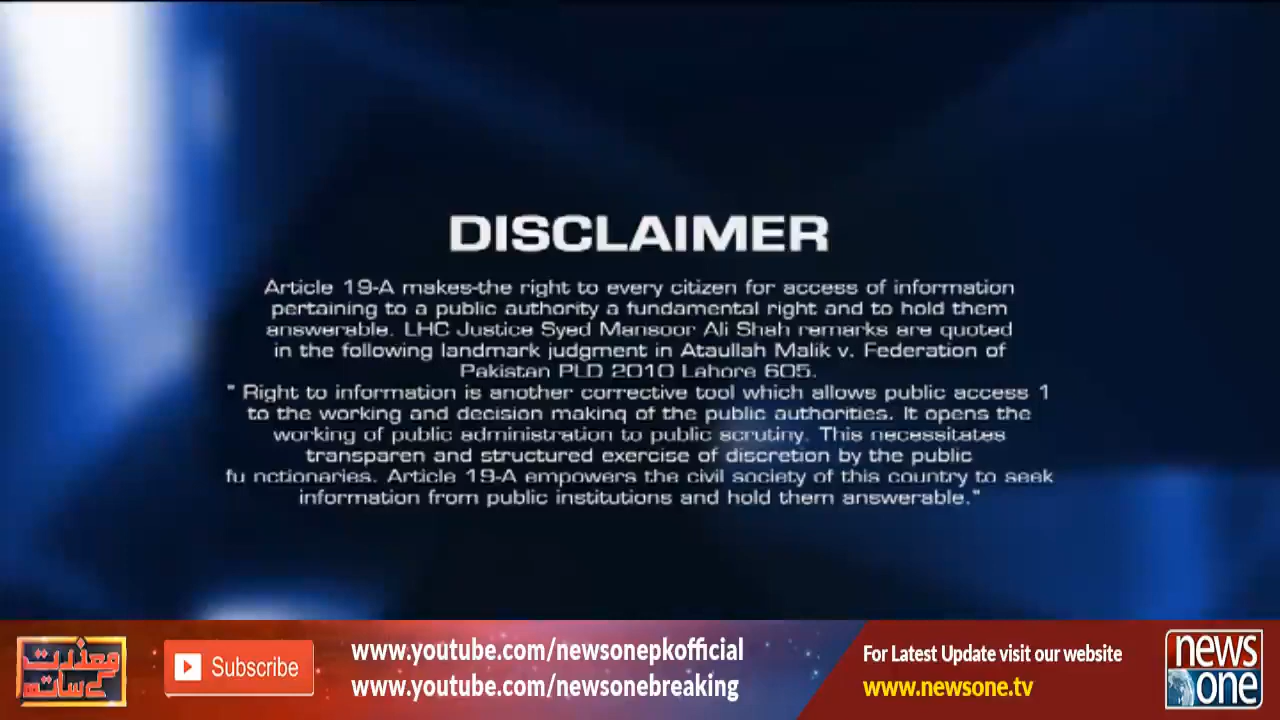 DISCLAIMER
Article 19-A makes-the right to every citizen for access of information
pertaining to a public authority a fundamental right and to hold them
answerable. LHC Justice Syed Mansoor Ali Shah remarks are quoted
in the following landmark judgment in Ataullah Malik v. Federation of
Pakistan PLD 2010 Lahore 605.
" Right to information is another corrective tool which allows public access 1
to the working and decision making of the public authorities. It opens the
working of public administration to public scrutiny. This necessitates
transparen and structured exercise of discretion by the public
fu nctionaries. Article 19-A empowers the civil society of this country to seek
information from public institutions and hold them answerable."
معذرت
کے ساتھ
Subscribe
www.youtube.com/newsonepkofficial
www.youtube.com/newsonebreaking
For Latest Update visit our website
www.newsone.tv
news
one